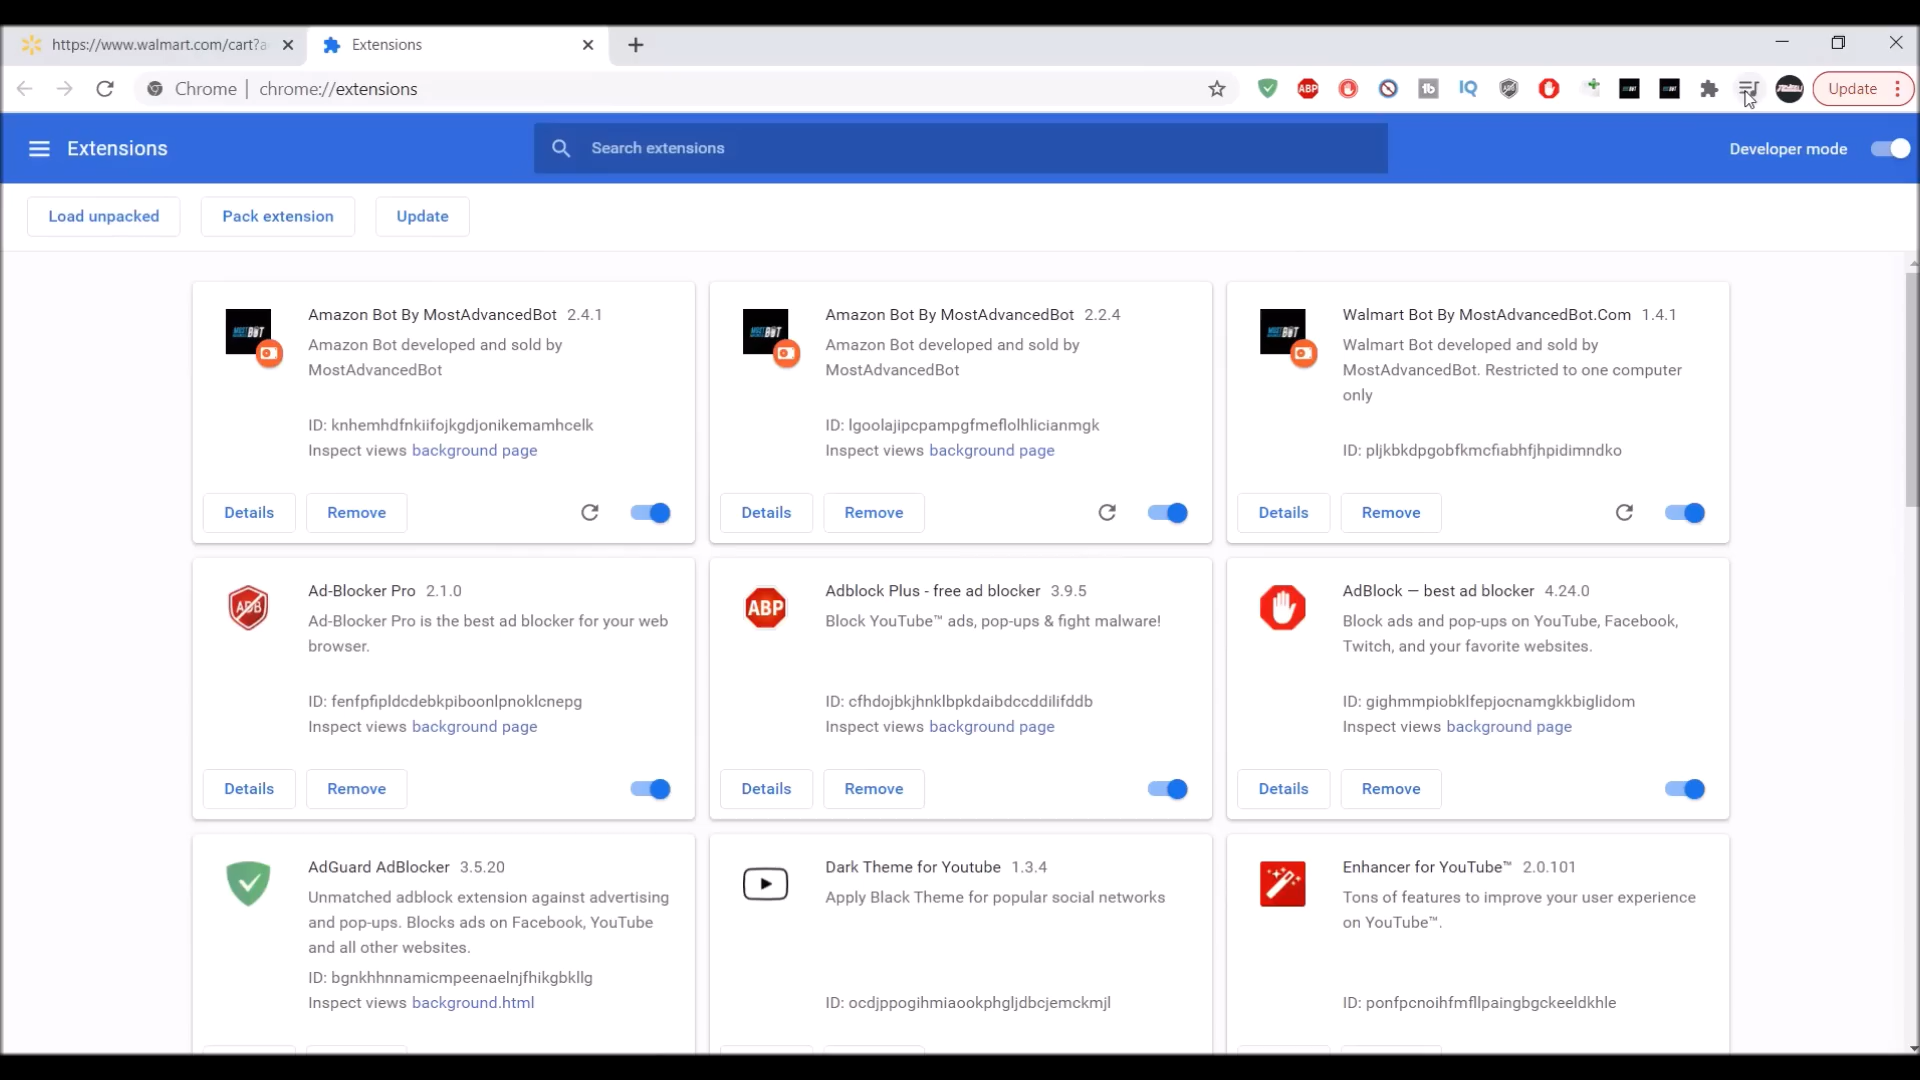 https://www.walmart.com/cart?a
Extensions
Chrome | chrome://extensions
ABP
tb
IQ
Update
Extensions
Search extensions
Developer mode
Load unpacked
Pack extension
Update
Amazon Bot By MostAdvancedBot 2.4.1
Amazon Bot developed and sold by
MostAdvancedBot
ID: knhemhdfnkiifojkgdjonikemamhcelk
Inspect views background page
Details
Remove
Amazon Bot By MostAdvancedBot 2.2.4
Amazon Bot developed and sold by
MostAdvancedBot
ID: lgoolajipcpampgfmeflolhlicianmgk
Inspect views background page
Details
Remove
Walmart Bot By MostAdvancedBot.Com 1.4.1
Walmart Bot developed and sold by
MostAdvancedBot. Restricted to one computer
only
ID: pljkbkdpgobfkmcfiabhfjhpidimndko
Details
Remove
ADB
Ad-Blocker Pro 2.1.0
Ad-Blocker Pro is the best ad blocker for your web
browser.
ID: fenfpfipldcdebkpiboonlpnoklcnepg
Inspect views background page
Details
Remove
ABP
Adblock Plus - free ad blocker 3.9.5
Block YouTube™ ads, pop-ups & fight malware!
ID: cfhdojbkjhnklbpkdaibdccddilifddb
Inspect views background page
Details
Remove
AdBlock — best ad blocker 4.24.0
Block ads and pop-ups on YouTube, Facebook,
Twitch, and your favorite websites.
ID: gighmmpiobklfepjocnamgkkbiglidom
Inspect views background page
Details
Remove
AdGuard AdBlocker 3.5.20
Unmatched adblock extension against advertising
and pop-ups. Blocks ads on Facebook, YouTube
and all other websites.
ID: bgnkhhnnamicmpeenaelnjfhikgbkllg
Inspect views background.html
Dark Theme for Youtube 1.3.4
Apply Black Theme for popular social networks
ID: ocdjppogihmiaookphgljdbcjemckmjl
Enhancer for YouTube™ 2.0.101
Tons of features to improve your user experience
on YouTube™.
ID: ponfpcnoihfmfllpaingbgckeeldkhle